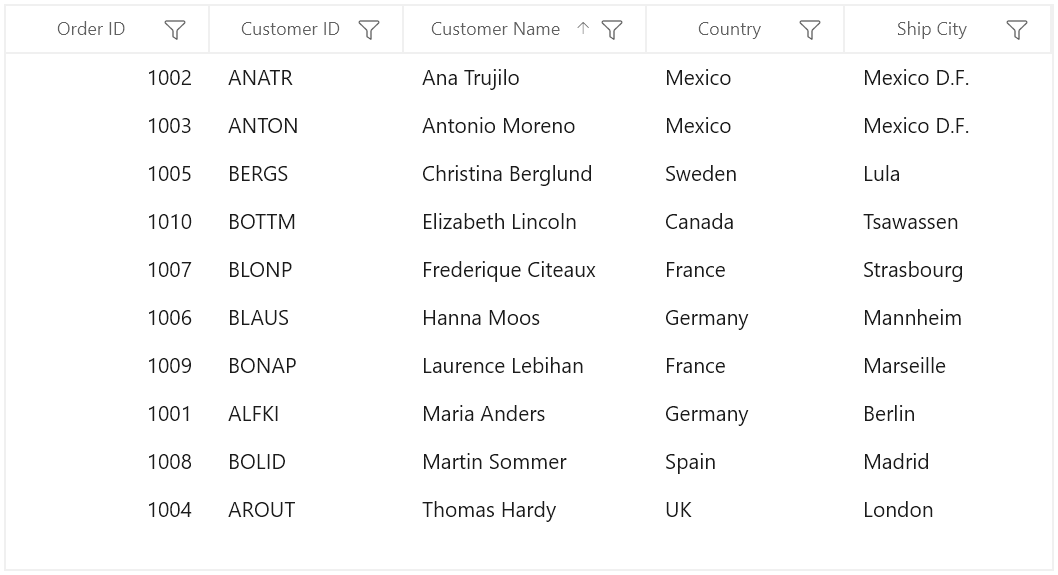 Order ID Customer ID Customer Name Country Ship City
1002 ANATR Ana Trujilo Mexico Mexico D.F.
1003 ANTON Antonio Moreno Mexico Mexico D.F.
1005 BERGS Christina Berglund Sweden Lula
1010 BOTTM Elizabeth Lincoln Canada Tsawassen
1007 BLONP Frederique Citeaux France Strasbourg
1006 BLAUS Hanna Moos Germany Mannheim
1009 BONAP Laurence Lebihan France Marseille
1001 ALFKI Maria Anders Germany Berlin
1008 BOLID Martin Sommer Spain Madrid
1004 AROUT Thomas Hardy UK London